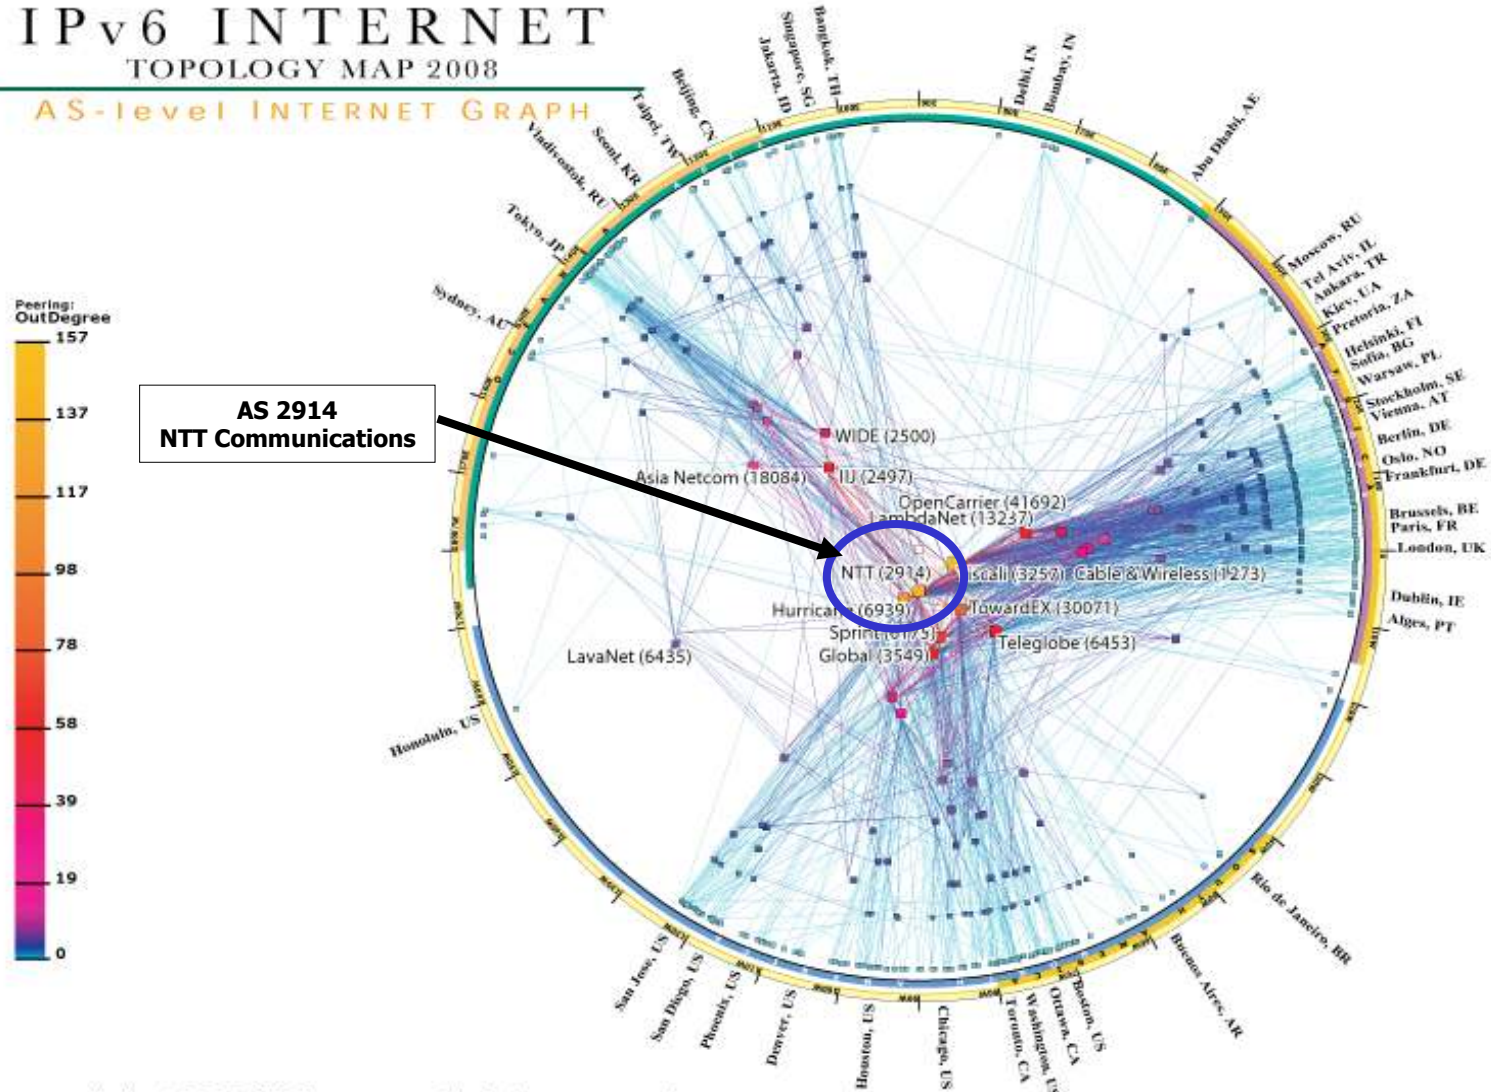 IPv6 INTERNET
TOPOLOGY MAP 2008
AS-level INTERNET GRAPH
Peering:
OutDegree
157
137
117
98
78
58
39
19
0
AS 2914
NTT Communications
Honolulu, US
Sydney, AU
Tokyo, JP
Vladivostok, RU
Seoul, KR
Taipei, TW
Beijing, CN
Jakarta, ID
Singapore, SG
Bangkok, TH
Delhi, IN
Bombay, IN
Abu Dhabi, AE
Moscow, RU
Tel Aviv, IL
Ankara, TR
Kiev, UA
Pretoria, ZA
Helsinki, FI
Sofia, BG
Warsaw, PL
Stockholm, SE
Vienna, AT
Berlin, DE
Oslo, NO
Frankfurt, DE
Brussels, BE
Paris, FR
London, UK
Dublin, IE
Alges, PT
WIDE (2500)
Asia Netcom (18084)
IIJ (2497)
OpenCarrier (41692)
LambdaNet (13237)
NTT (2914)
iscali (3257)
Cable & Wireless (1273)
Hurricane (6939)
TowardEX (30071)
Sprint
Global (3549)
Teleglobe (6453)
LavaNet (6435)
San Jose, US
San Diego, US
Phoenix, US
Denver, US
Houston, US
Chicago, US
Toronto, CA
Washington, US
Ottawa, CA
Boston, US
Buenos Aires, AR
Rio de Janeiro, BR